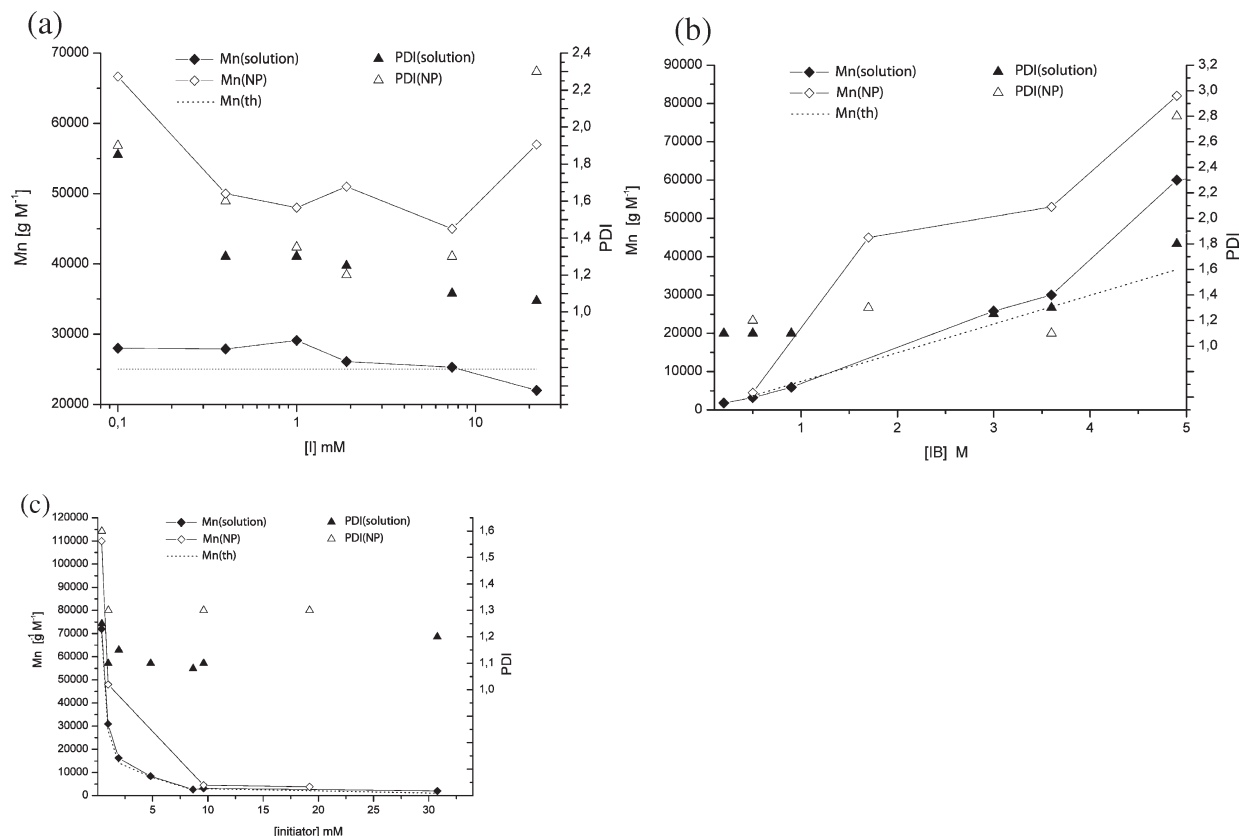 (a)
Mn(solution) PDI(solution)
Mn(NP) PDI(NP)
Mn(th)
70000
60000
50000
40000
30000
20000
Mn [g M⁻¹]
2,4
2,2
2,0
1,8
1,6
1,4
1,2
1,0
PDI
0,1 1 10
[I] mM
(b)
Mn(solution) PDI(solution)
Mn(NP) PDI(NP)
Mn(th)
90000
80000
70000
60000
50000
40000
30000
20000
10000
0
Mn [g M⁻¹]
3,2
3,0
2,8
2,6
2,4
2,2
2,0
1,8
1,6
1,4
1,2
1,0
PDI
1 2 3 4 5
[IB] M
(c)
Mn(solution) PDI(solution)
Mn(NP) PDI(NP)
Mn(th)
120000
110000
100000
90000
80000
70000
60000
50000
40000
30000
20000
10000
0
Mn [g M⁻¹]
1,6
1,5
1,4
1,3
1,2
1,1
1,0
PDI
5 10 15 20 25 30
[initiator] mM